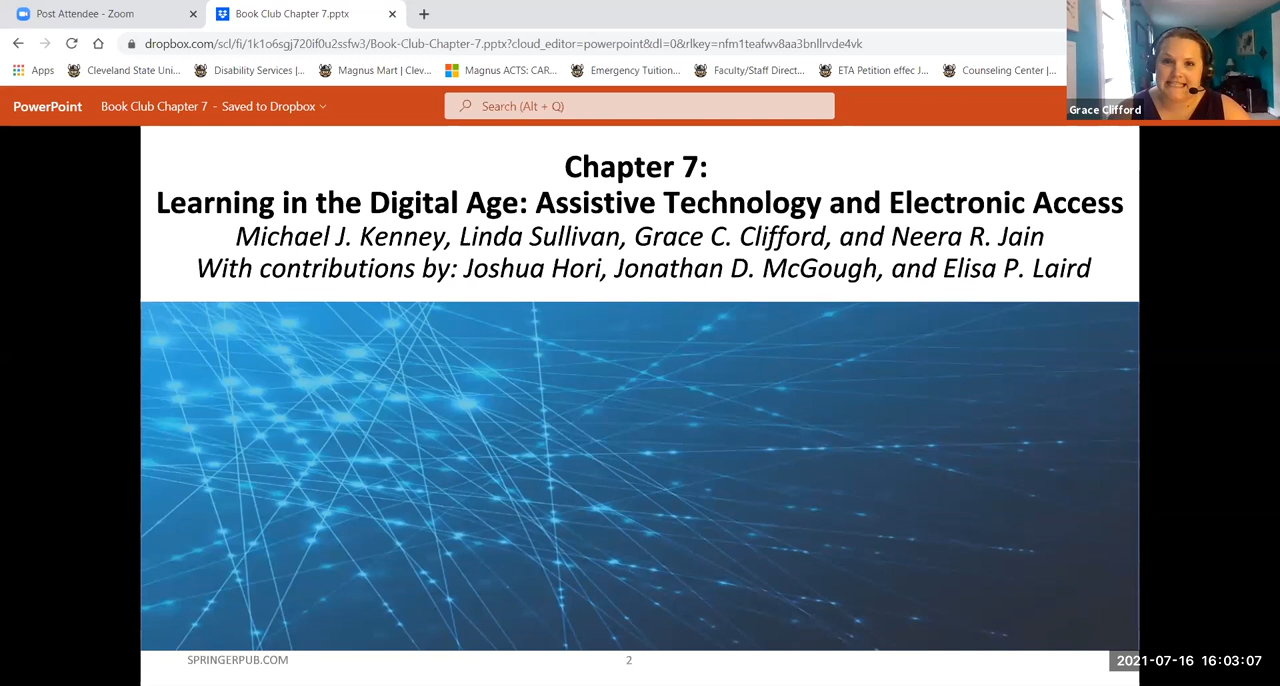 Post Attendee - Zoom
Book Club Chapter 7.pptx
dropbox.com/scl/fi/1k1o6sgj720if0u2ssfw3/Book-Club-Chapter-7.pptx?cloud_editor=powerpoint&dl=0&rlkey=nfm1teafwv8aa3bnllrvde4vk
Apps
Cleveland State Uni...
Disability Services |...
Magnus Mart | Clev...
Magnus ACTS: CAR...
Emergency Tuition...
Faculty/Staff Direct...
ETA Petition effec J...
Counseling Center |...
Grace Clifford
PowerPoint
Book Club Chapter 7 - Saved to Dropbox
Search (Alt + Q)
Chapter 7:
Learning in the Digital Age: Assistive Technology and Electronic Access
Michael J. Kenney, Linda Sullivan, Grace C. Clifford, and Neera R. Jain
With contributions by: Joshua Hori, Jonathan D. McGough, and Elisa P. Laird
SPRINGERPUB.COM
2
2021-07-16 16:03:07